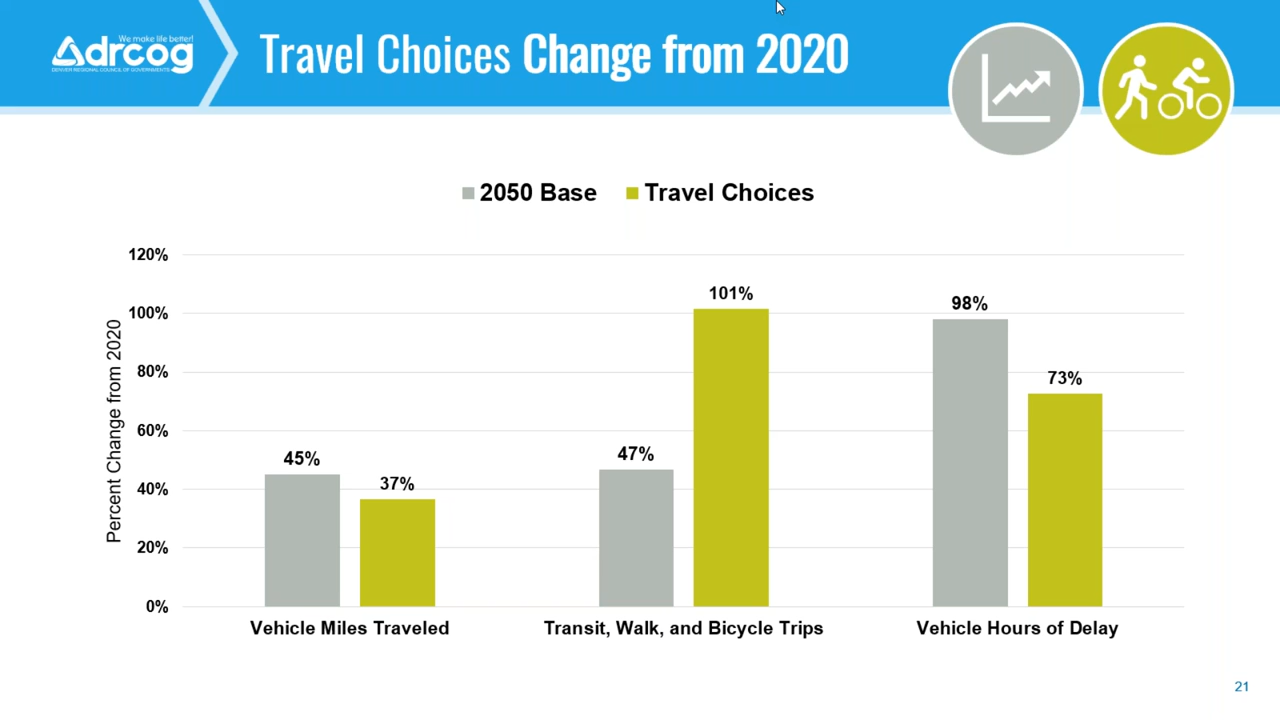 We make life better!
drcog
DENVER REGIONAL COUNCIL OF GOVERNMENTS
Travel Choices Change from 2020
2050 Base
Travel Choices
Percent Change from 2020
120%
100%
80%
60%
40%
20%
0%
45%
37%
47%
101%
98%
73%
Vehicle Miles Traveled
Transit, Walk, and Bicycle Trips
Vehicle Hours of Delay
21